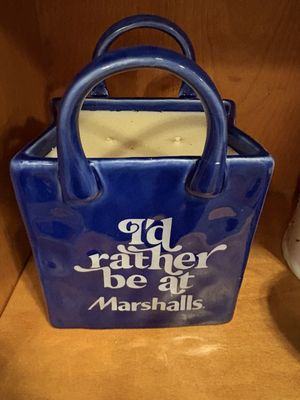 I'd
rather
be at
Marshalls.